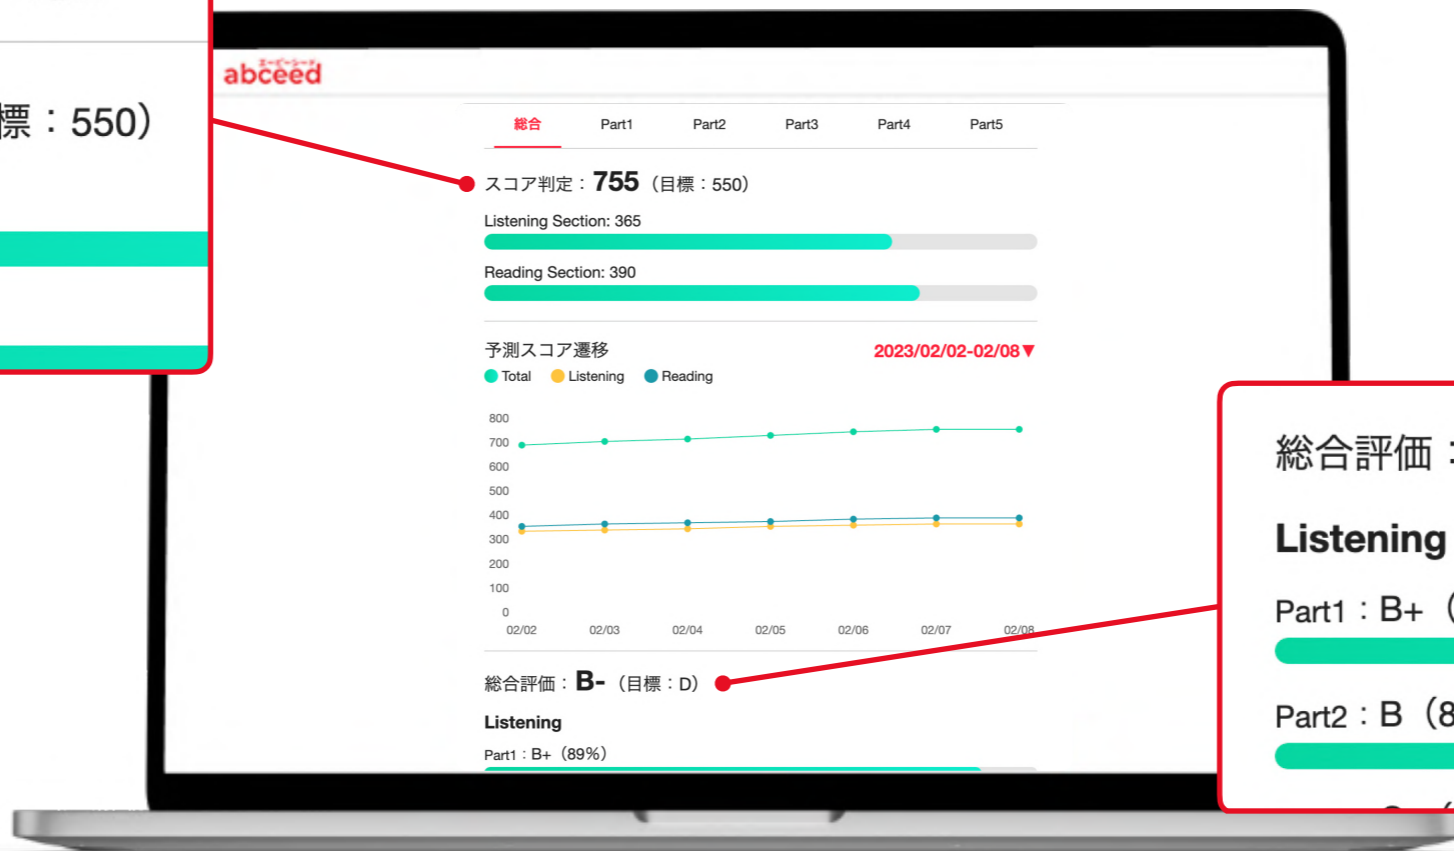 標：550）
エービーシード
abceed
総合 Part1 Part2 Part3 Part4 Part5
スコア判定：755（目標：550）
Listening Section: 365
Reading Section: 390
予測スコア遷移 2023/02/02-02/08▼
Total Listening Reading
800
700
600
500
400
300
200
100
0
02/02 02/03 02/04 02/05 02/06 02/07 02/08
総合評価：B-（目標：D）
Listening
Part1：B+（89%）
総合評価：
Listening
Part1：B+（
Part2：B（8